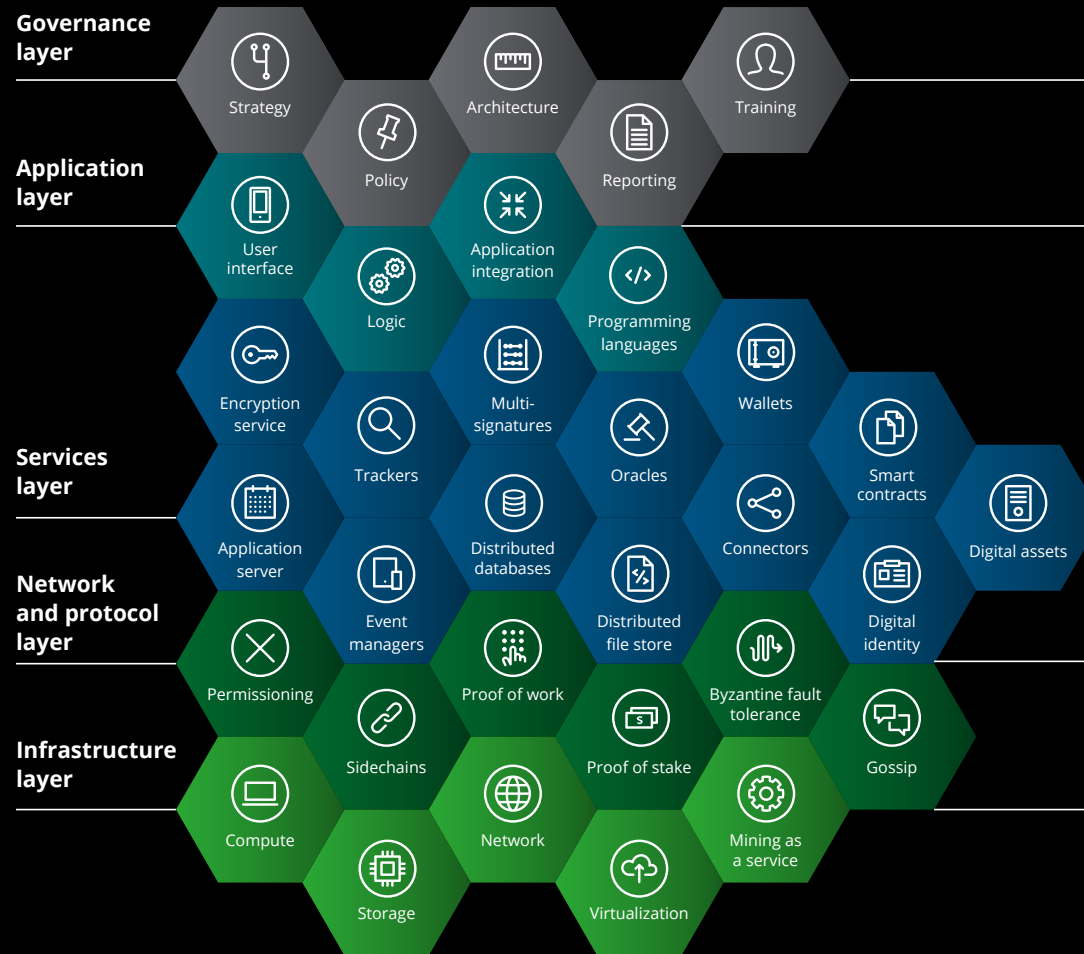 Governance
layer
Strategy
Architecture
Training
Policy
Reporting
Application
layer
User
interface
Application
integration
Logic
Programming
languages
Services
layer
Encryption
service
Multi-
signatures
Wallets
Trackers
Oracles
Smart
contracts
Application
server
Distributed
databases
Connectors
Digital assets
Event
managers
Distributed
file store
Digital
identity
Network
and protocol
layer
Permissioning
Proof of work
Byzantine fault
tolerance
Sidechains
Proof of stake
S
Gossip
Infrastructure
layer
Compute
Network
Mining as
a service
Storage
Virtualization